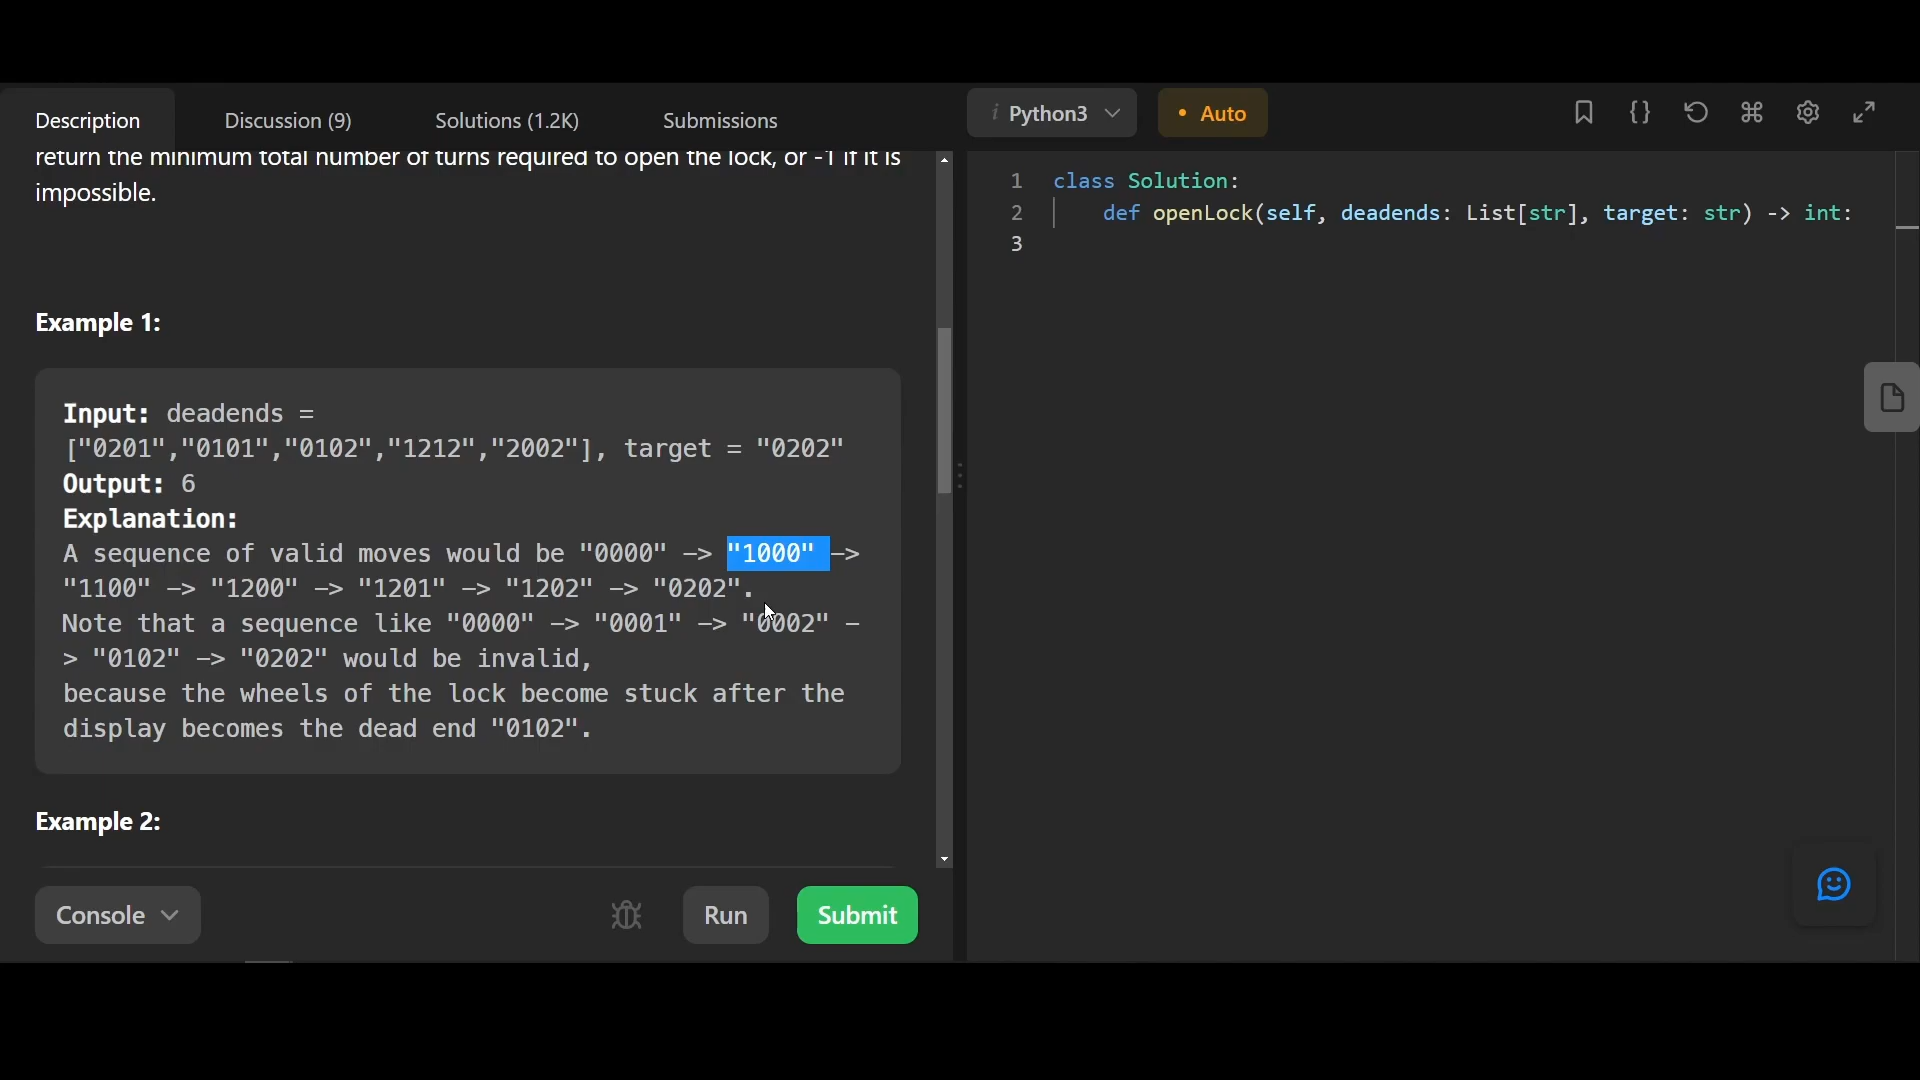 Description
Discussion (9)
Solutions (1.2K)
Submissions
i Python3
• Auto
return the minimum total number of turns required to open the lock, or -1 if it is
impossible.
Example 1:
Input: deadends =
["0201","0101","0102","1212","2002"], target = "0202"
Output: 6
Explanation:
A sequence of valid moves would be "0000" -> "1000" ->
"1100" -> "1200" -> "1201" -> "1202" -> "0202".
Note that a sequence like "0000" -> "0001" -> "0002" -
> "0102" -> "0202" would be invalid,
because the wheels of the lock become stuck after the
display becomes the dead end "0102".
Example 2:
Console
Run
Submit
1 class Solution:
2 def openLock(self, deadends: List[str], target: str) -> int:
3